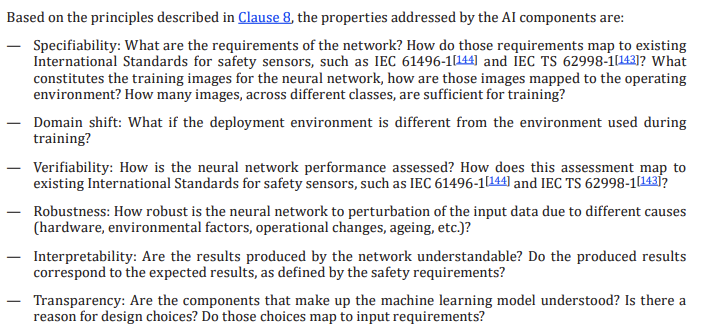 Based on the principles described in Clause 8, the properties addressed by the AI components are:
— Specifiability: What are the requirements of the network? How do those requirements map to existing
International Standards for safety sensors, such as IEC 61496-1[144] and IEC TS 62998-1[143]? What
constitutes the training images for the neural network, how are those images mapped to the operating
environment? How many images, across different classes, are sufficient for training?
— Domain shift: What if the deployment environment is different from the environment used during
training?
— Verifiability: How is the neural network performance assessed? How does this assessment map to
existing International Standards for safety sensors, such as IEC 61496-1[144] and IEC TS 62998-1[143]?
— Robustness: How robust is the neural network to perturbation of the input data due to different causes
(hardware, environmental factors, operational changes, ageing, etc.)?
— Interpretability: Are the results produced by the network understandable? Do the produced results
correspond to the expected results, as defined by the safety requirements?
— Transparency: Are the components that make up the machine learning model understood? Is there a
reason for design choices? Do those choices map to input requirements?